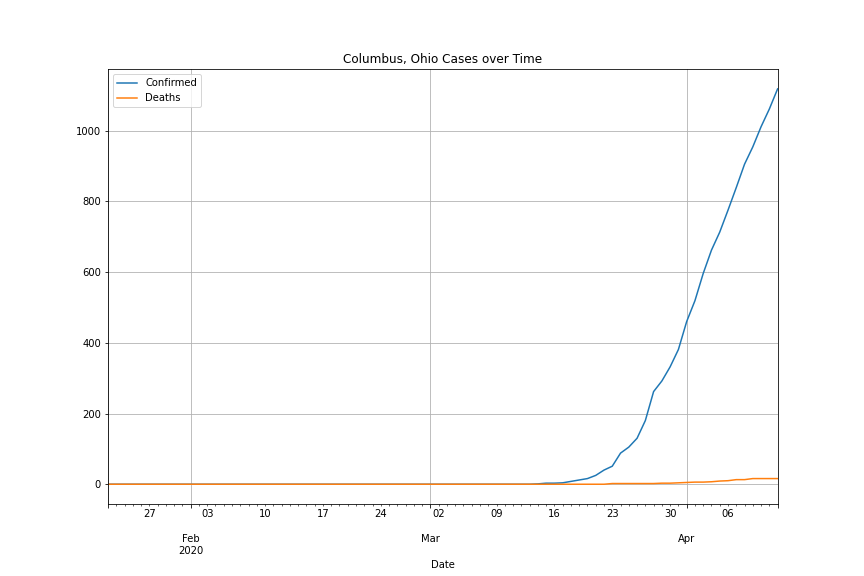 Columbus, Ohio Cases over Time
Confirmed
Deaths
1000
800
600
400
200
0
27 03 10 17 24 02 09 16 23 30 06
Feb Mar Apr
2020
Date